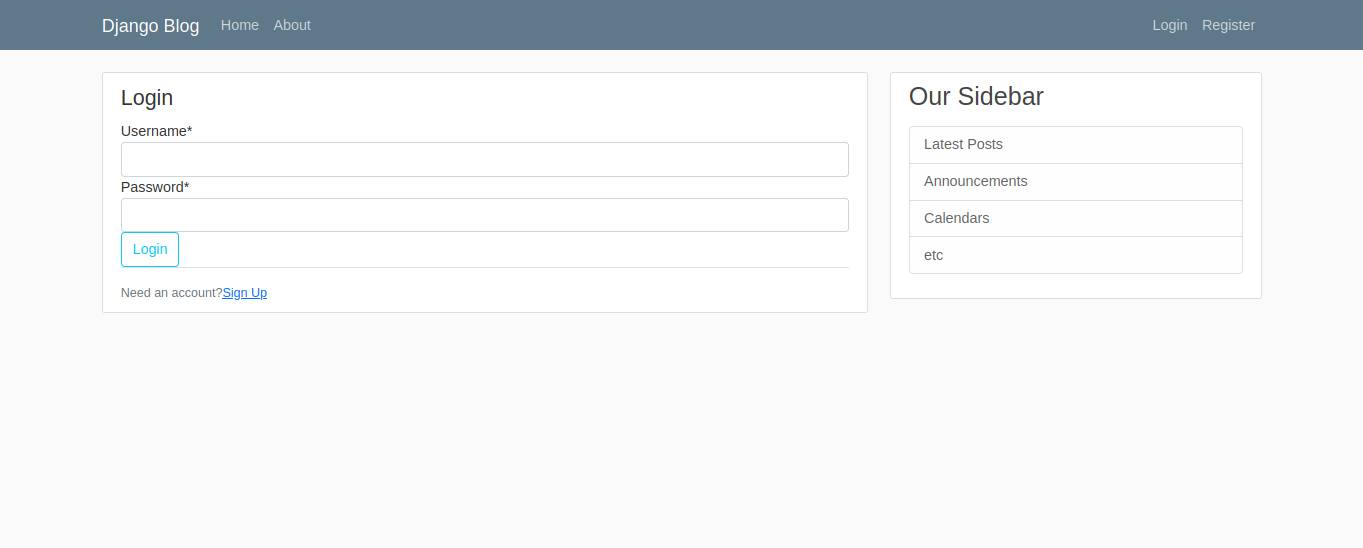 Django Blog Home About Login Register
Login
Username*
Password*
Login
Need an account?Sign Up
Our Sidebar
Latest Posts
Announcements
Calendars
etc